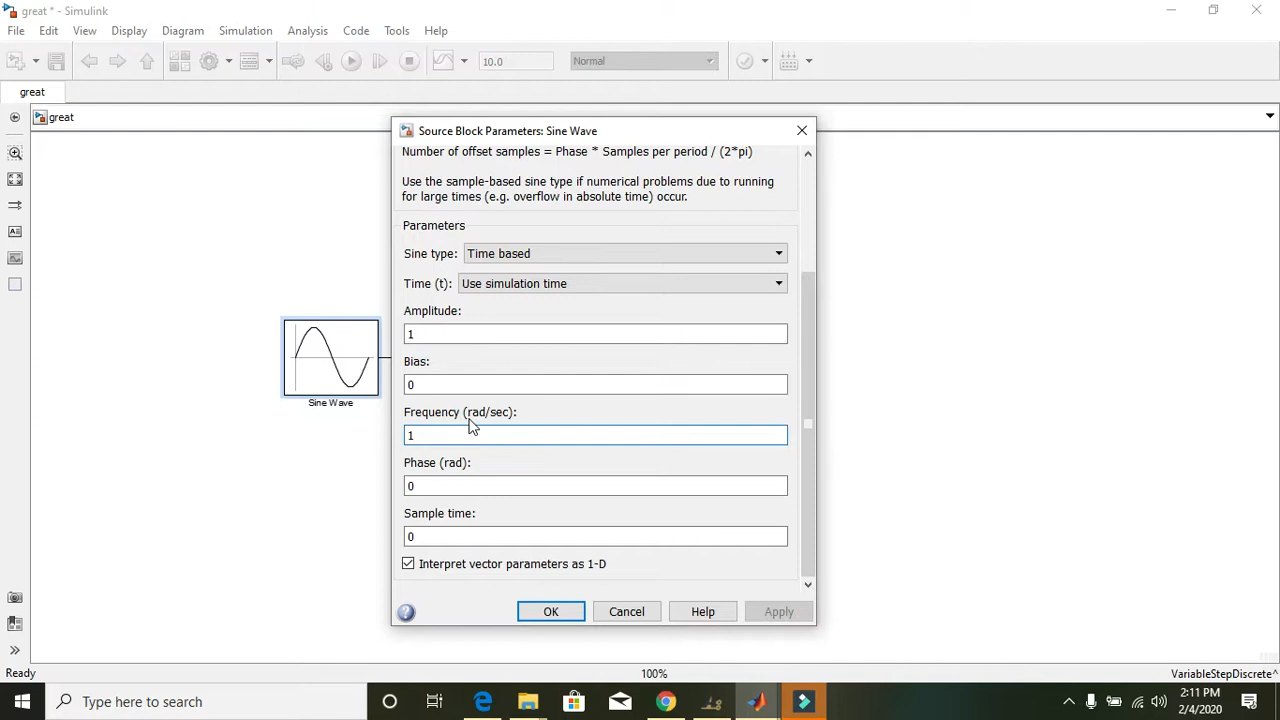 great * - Simulink
File Edit View Display Diagram Simulation Analysis Code Tools Help
10.0 Normal
great
great
Source Block Parameters: Sine Wave
Number of offset samples = Phase * Samples per period / (2*pi)
Use the sample-based sine type if numerical problems due to running
for large times (e.g. overflow in absolute time) occur.
Parameters
Sine type: Time based
Time (t): Use simulation time
Amplitude:
1
Bias:
0
Frequency (rad/sec):
1
Phase (rad):
0
Sample time:
0
Interpret vector parameters as 1-D
OK Cancel Help Apply
Sine Wave
Ready 100% VariableStepDiscrete
Type here to search
2:11 PM
2/4/2020